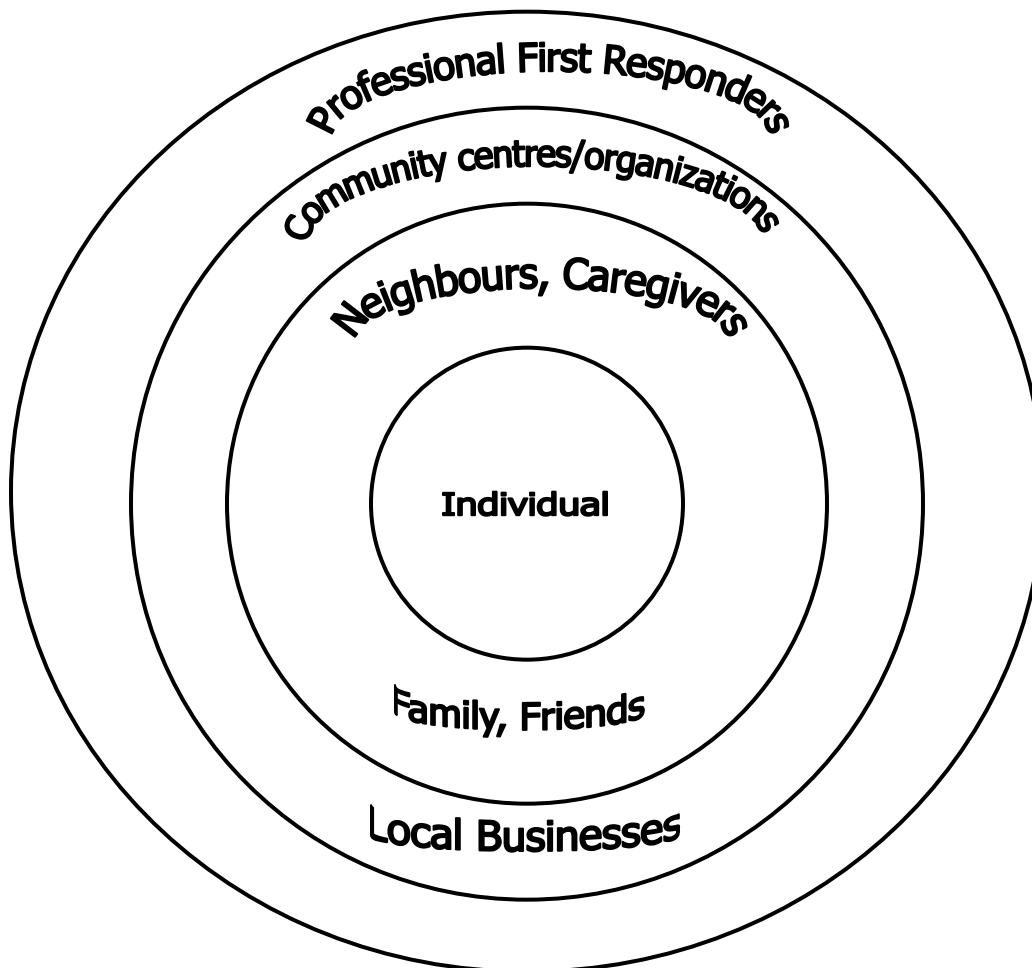 Professional First Responders
Community centres/organizations
Neighbours, Caregivers
Individual
Family, Friends
Local Businesses